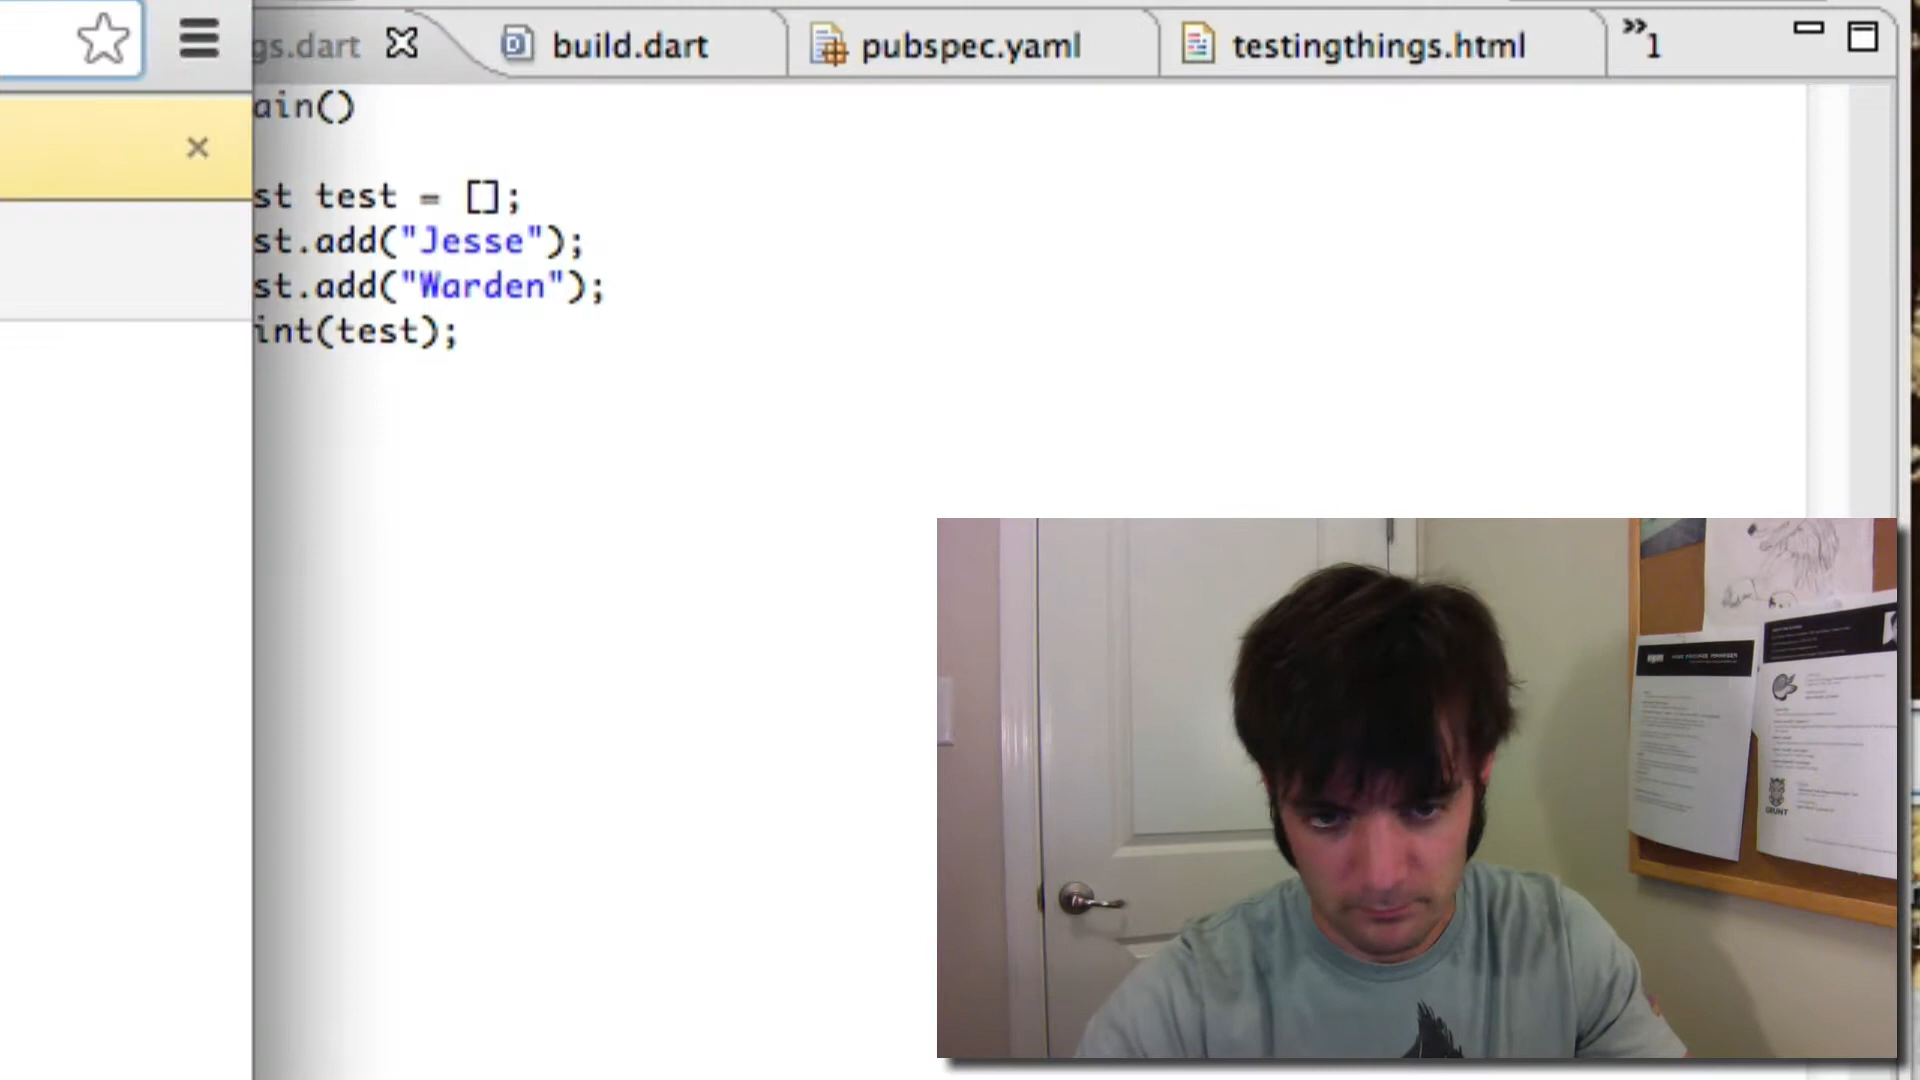 gs.dart
build.dart
pubspec.yaml
testingthings.html
»1
ain()
st test = [];
st.add("Jesse");
st.add("Warden");
int(test);
GRUNT